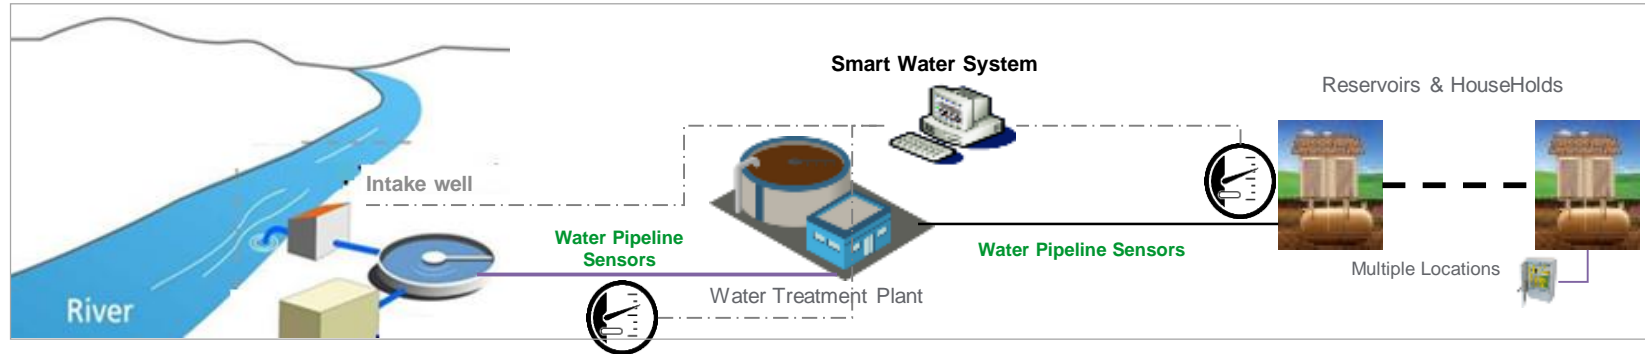 Smart Water System
Reservoirs & HouseHolds
Intake well
Water Pipeline
Sensors
Water Pipeline Sensors
Multiple Locations
Water Treatment Plant
River